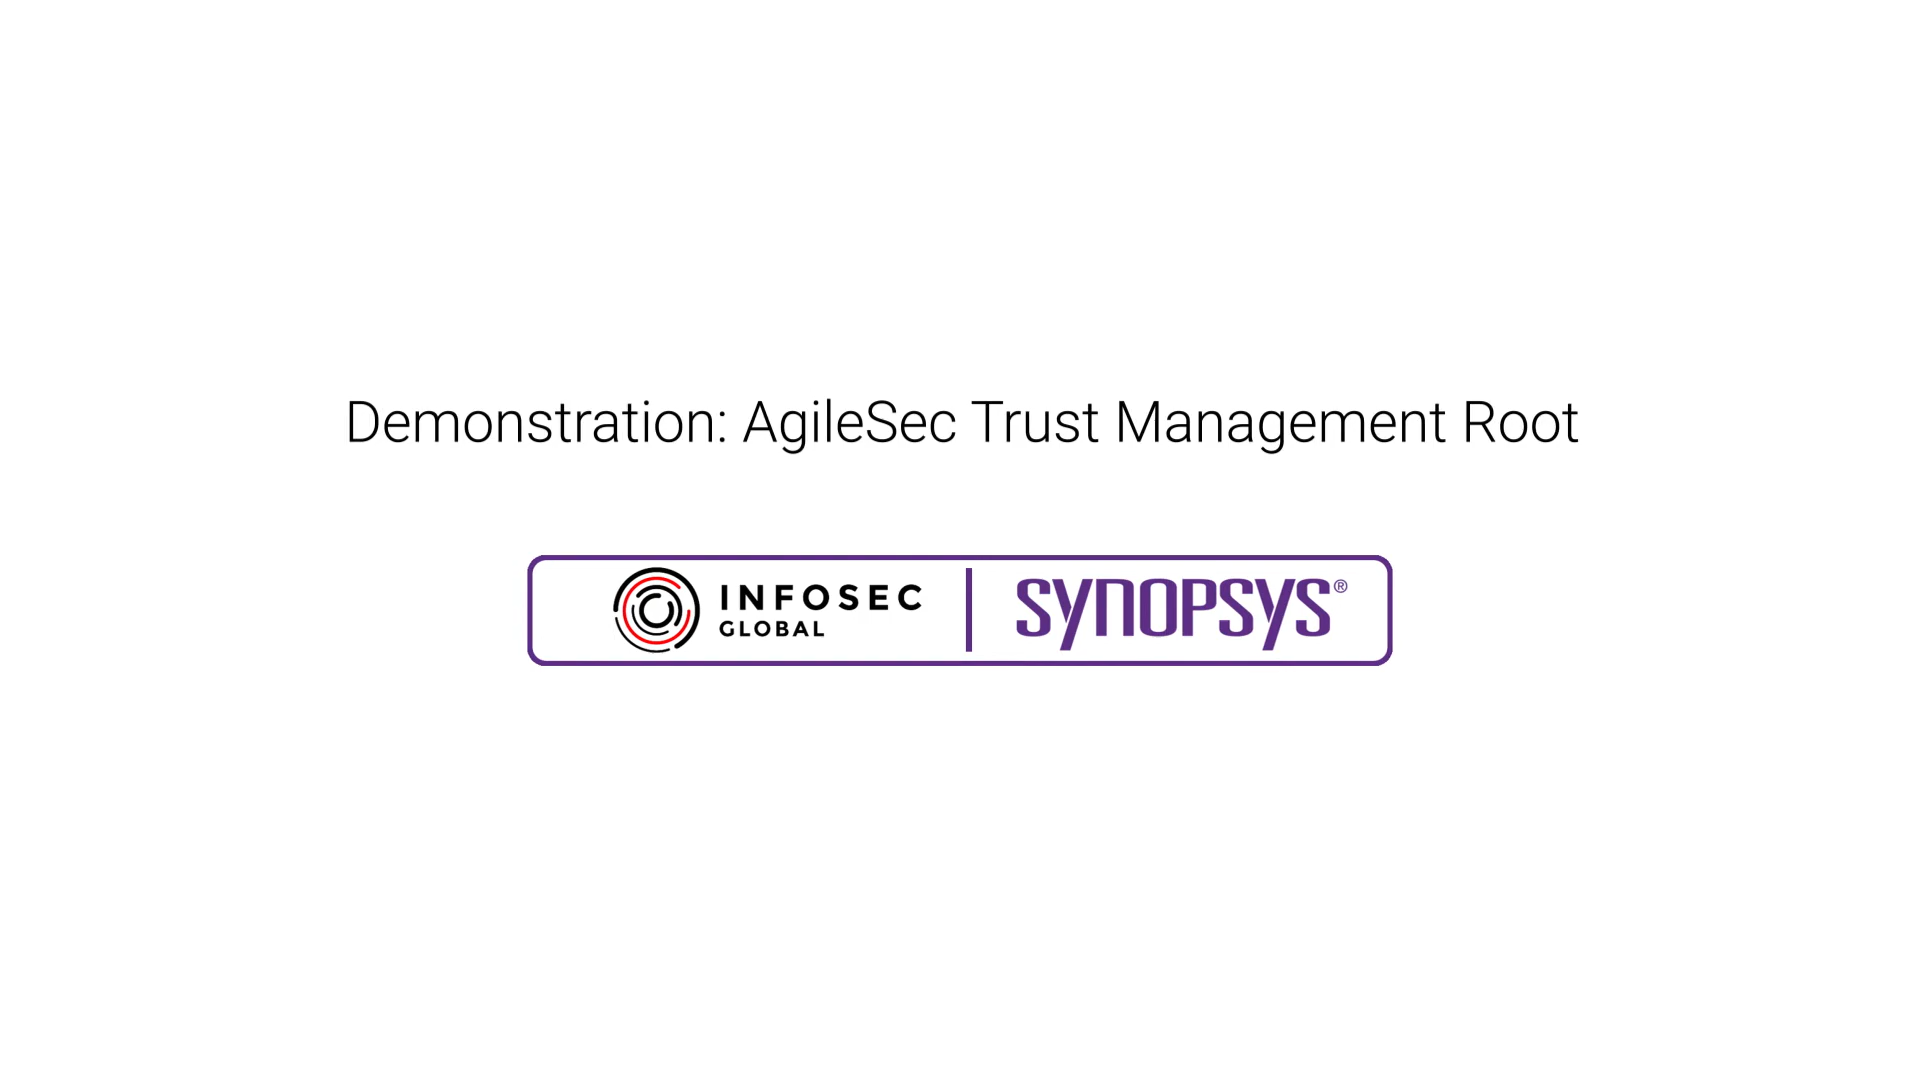 Demonstration: AgileSec Trust Management Root
INFOSEC
GLOBAL
SYNOPSYS®